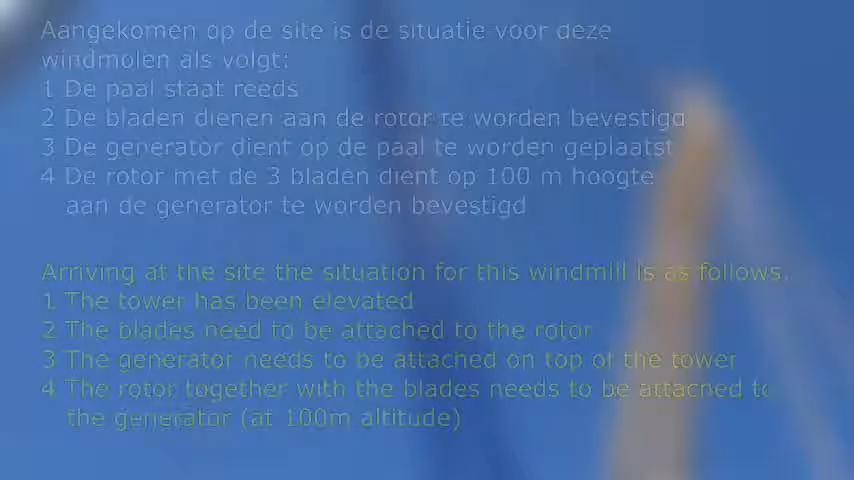 Aangekomen op de site is de situatie voor deze
windmolen als volgt:
1 De paal staat reeds
2 De bladen dienen aan de rotor te worden bevestigd
3 De generator dient op de paal te worden geplaatst
4 De rotor met de 3 bladen dient op 100 m hoogte
aan de generator te worden bevestigd
Arriving at the site the situation for this windmill is as follows.
1 The tower has been elevated
2 The blades need to be attached to the rotor
3 The generator needs to be attached on top of the tower
4 The rotor together with the blades needs to be attached to
the generator (at 100m altitude)